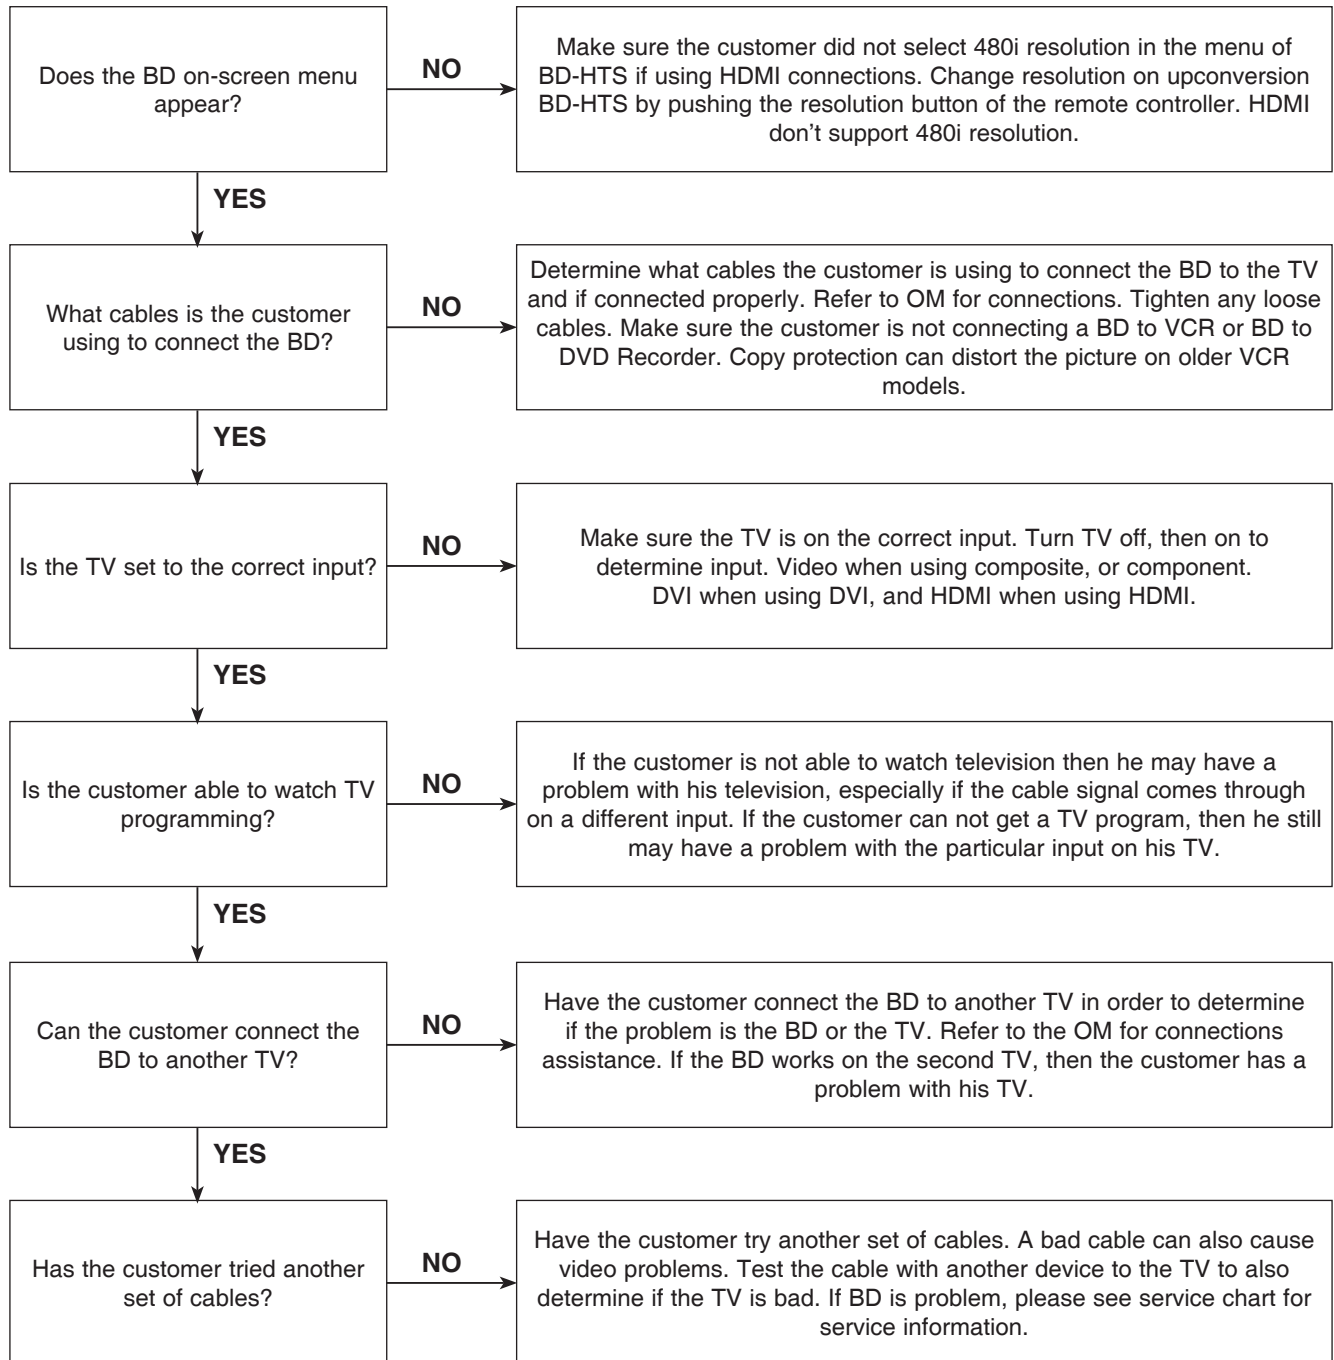 Does the BD on-screen menu
appear?
NO
Make sure the customer did not select 480i resolution in the menu of
BD-HTS if using HDMI connections. Change resolution on upconversion
BD-HTS by pushing the resolution button of the remote controller. HDMI
don't support 480i resolution.
YES
What cables is the customer
using to connect the BD?
NO
Determine what cables the customer is using to connect the BD to the TV
and if connected properly. Refer to OM for connections. Tighten any loose
cables. Make sure the customer is not connecting a BD to VCR or BD to
DVD Recorder. Copy protection can distort the picture on older VCR
models.
YES
Is the TV set to the correct input?
NO
Make sure the TV is on the correct input. Turn TV off, then on to
determine input. Video when using composite, or component.
DVI when using DVI, and HDMI when using HDMI.
YES
Is the customer able to watch TV
programming?
NO
If the customer is not able to watch television then he may have a
problem with his television, especially if the cable signal comes through
on a different input. If the customer can not get a TV program, then he still
may have a problem with the particular input on his TV.
YES
Can the customer connect the
BD to another TV?
NO
Have the customer connect the BD to another TV in order to determine
if the problem is the BD or the TV. Refer to the OM for connections
assistance. If the BD works on the second TV, then the customer has a
problem with his TV.
YES
Has the customer tried another
set of cables?
NO
Have the customer try another set of cables. A bad cable can also cause
video problems. Test the cable with another device to the TV to also
determine if the TV is bad. If BD is problem, please see service chart for
service information.